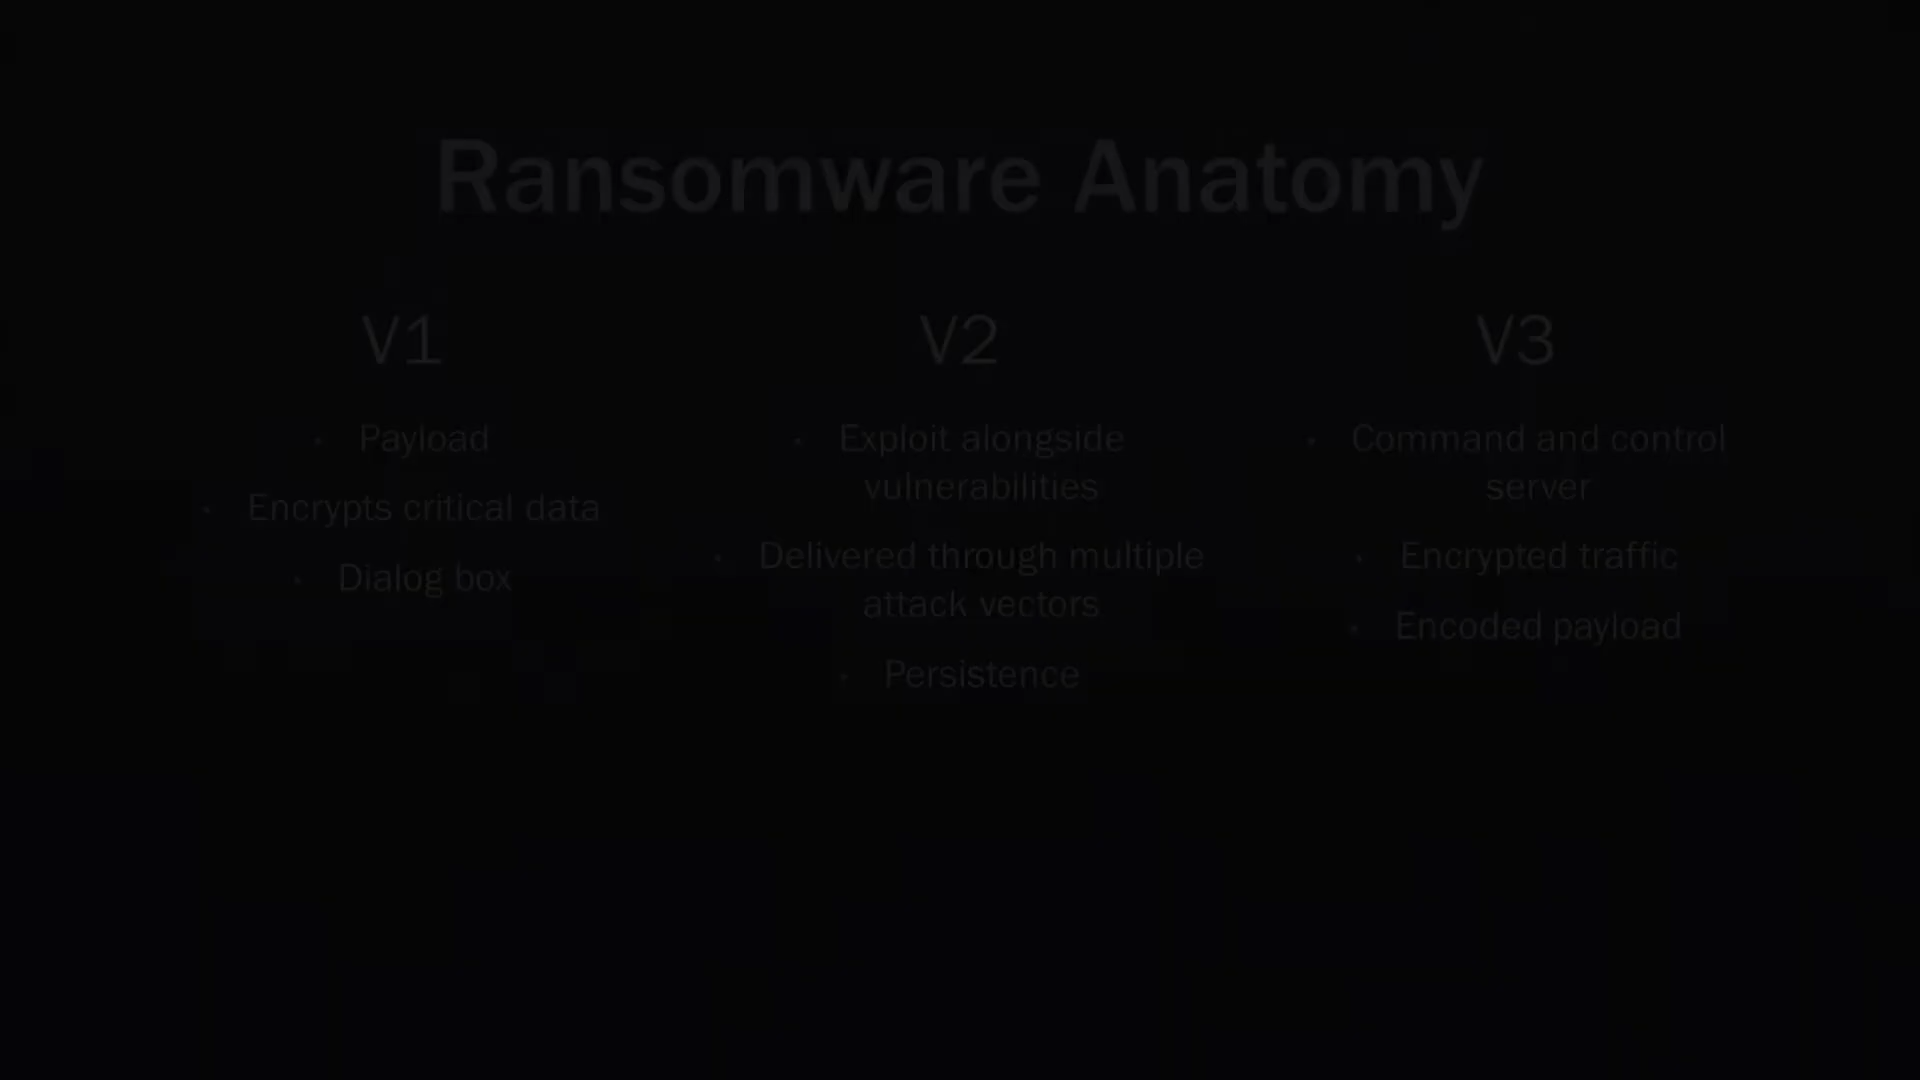 Ransomware Anatomy
V1
• Payload
• Encrypts critical data
• Dialog box
V2
• Exploit alongside
vulnerabilities
• Delivered through multiple
attack vectors
• Persistence
V3
• Command and control
server
• Encrypted traffic
• Encoded payload